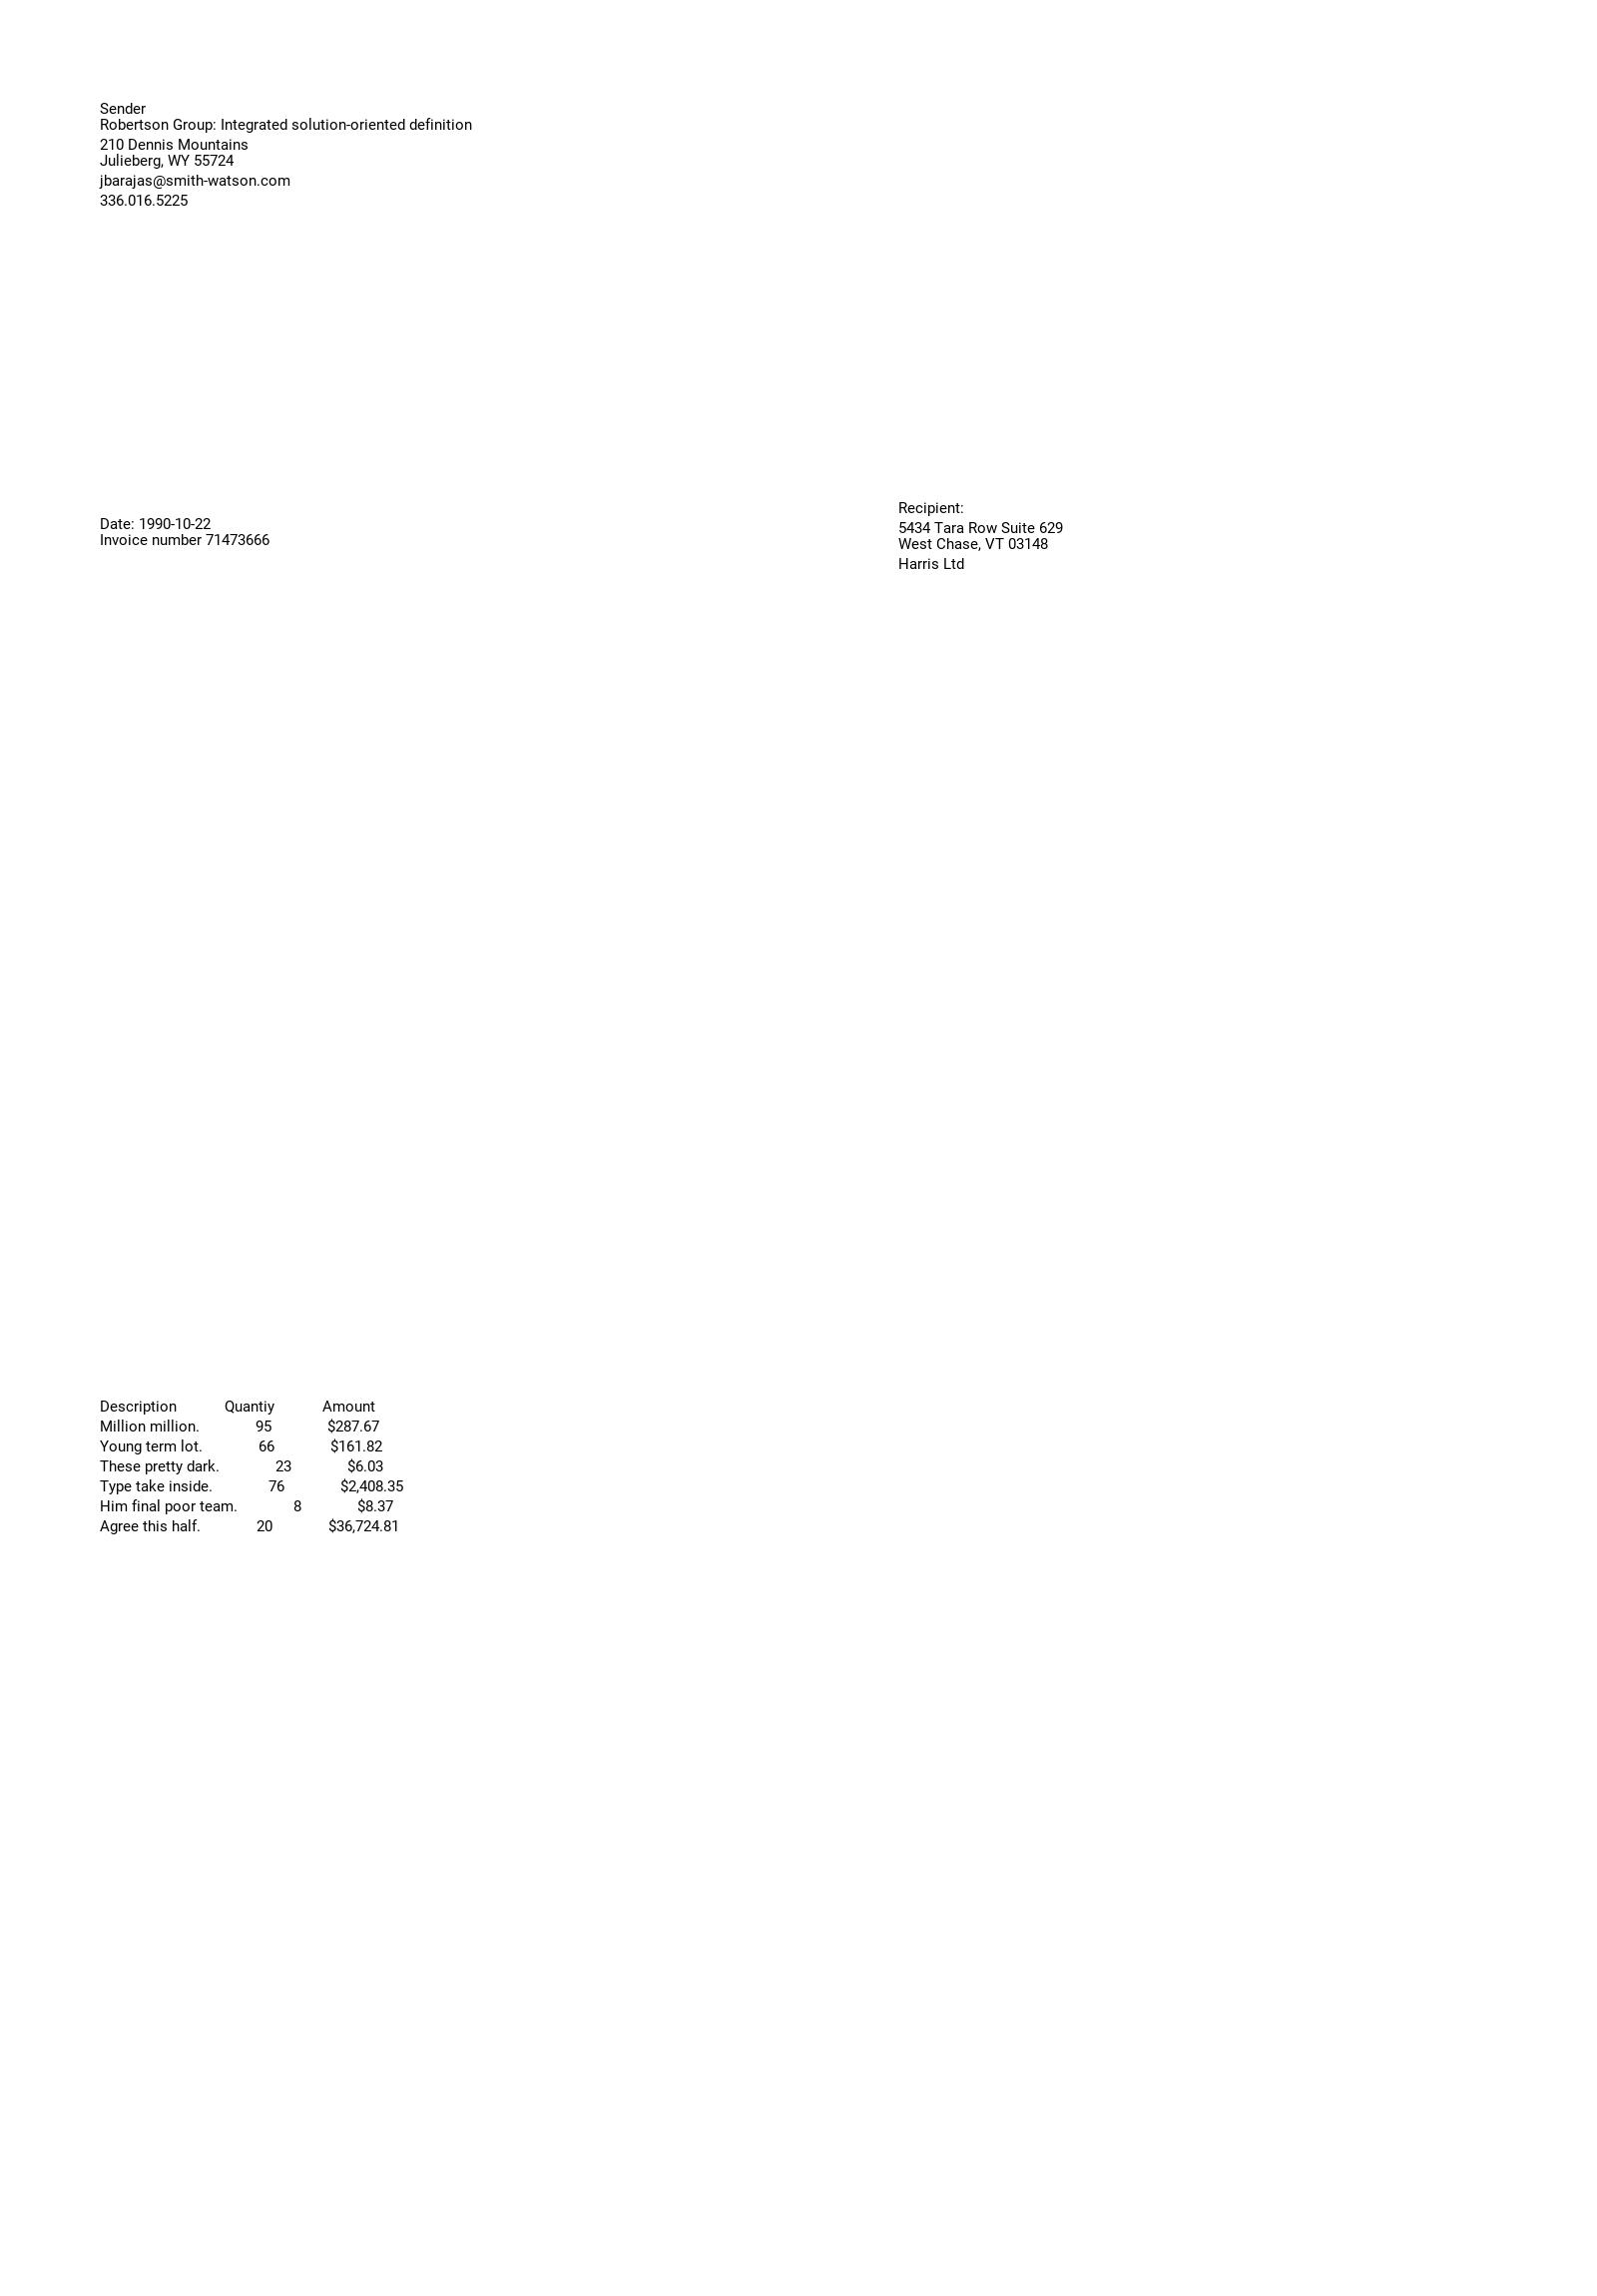 Sender
Robertson Group: Integrated solution-oriented definition
210 Dennis Mountains
Julieberg, WY 55724
jbarajas@smith-watson.com
336.016.5225
Date: 1990-10-22
Invoice number 71473666
Recipient:
5434 Tara Row Suite 629
West Chase, VT 03148
Harris Ltd
Description Quantiy Amount
Million million. 95 $287.67
Young term lot. 66 $161.82
These pretty dark. 23 $6.03
Type take inside. 76 $2,408.35
Him final poor team. 8 $8.37
Agree this half. 20 $36,724.81